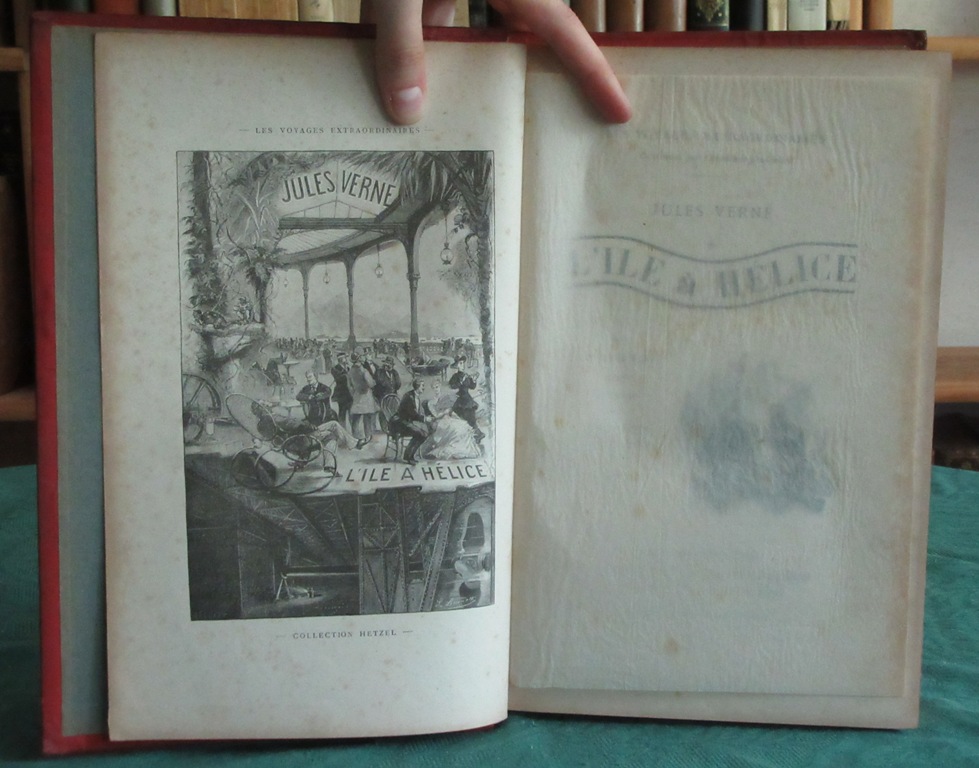 — LES VOYAGES EXTRAORDINAIRES —
JULES VERNE
L'ILE A HÉLICE
— COLLECTION HETZEL —
JULES VERNE
L'ILE à HÉLICE